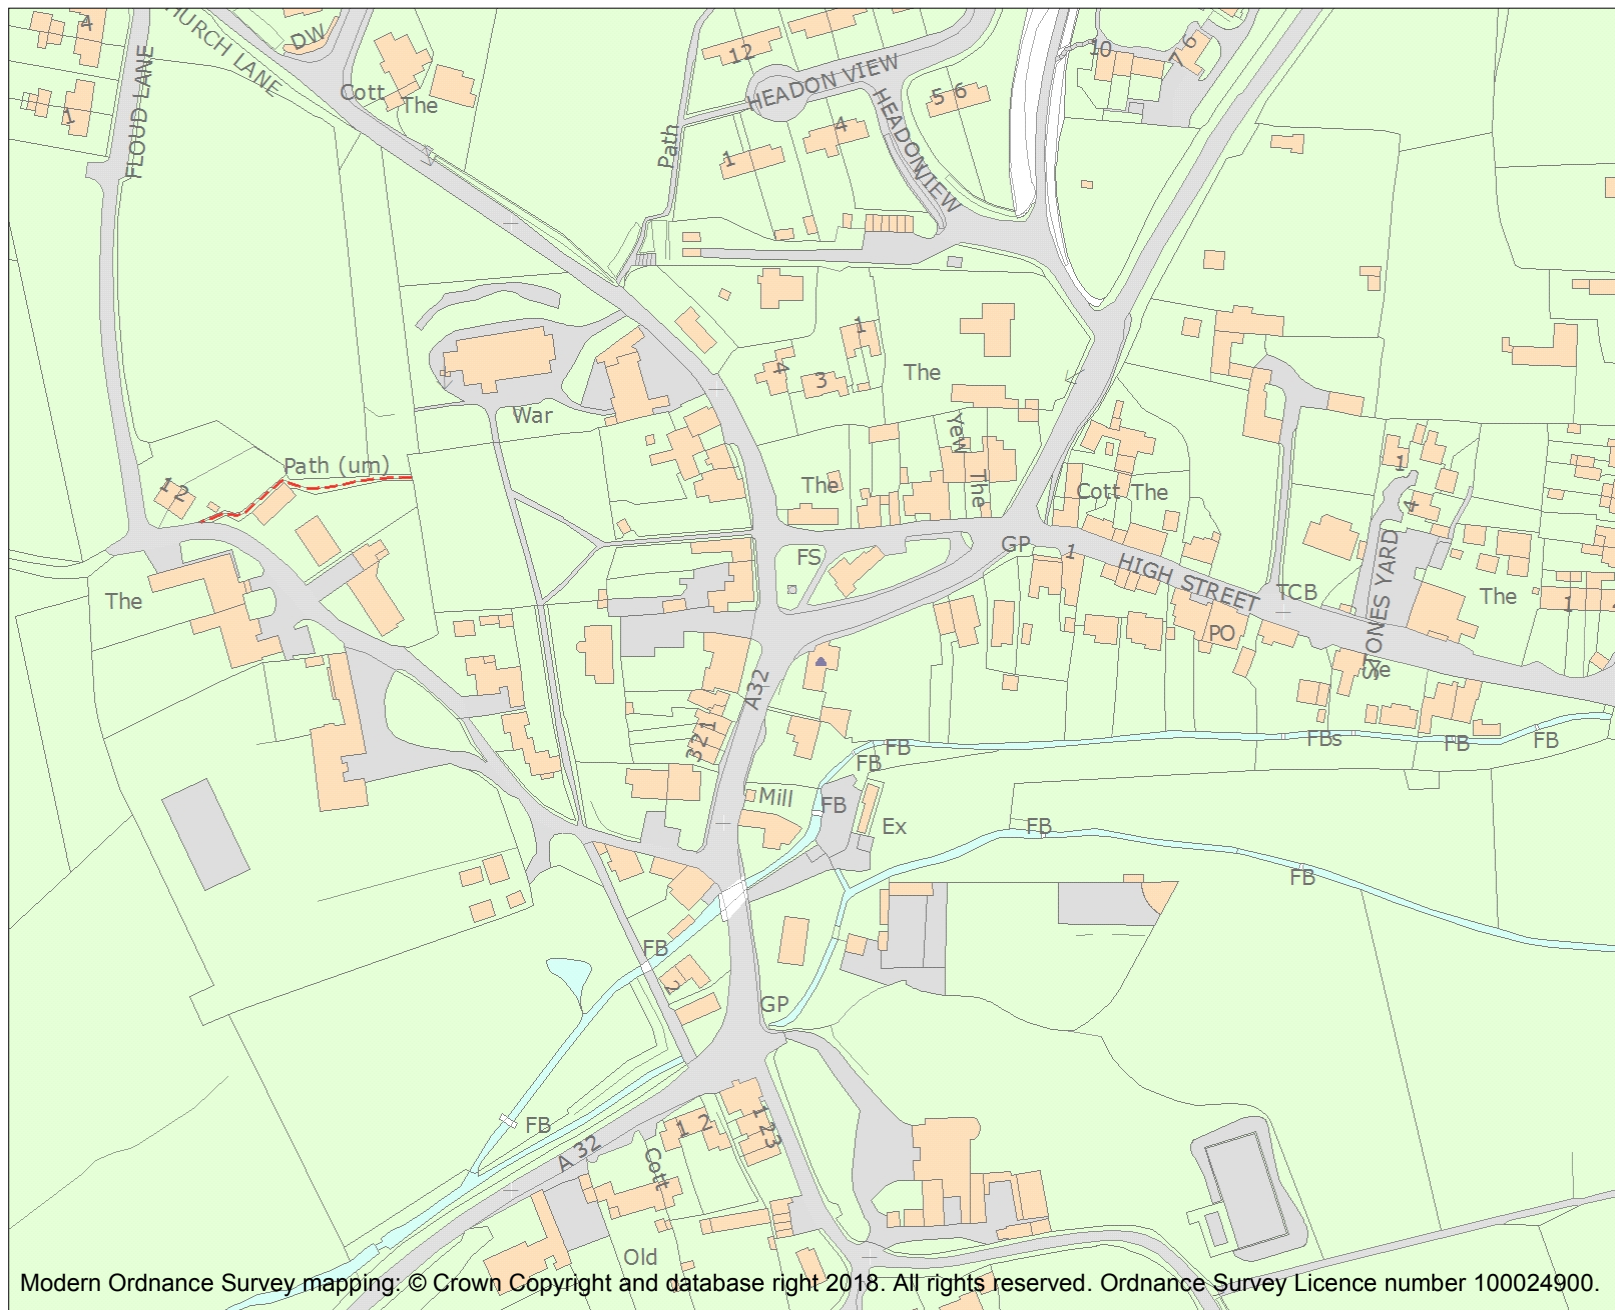 4
DW
FLOUD LANE
HURCH LANE
Cott
The
1
12
HEADON VIEW
HEADON VIEW
5 6
10
7 6
Path
1
4
War
4
3
1
The
Path (um)
1 2
The
Yew
The
The
Cott
The
1
4
FS
GP
1
HIGH STREET
TCB
STONES YARD
The
1
PO
A32
3 2 1
FB
FB
FBs
FB
FB
Mill
FB
Ex
FB
FB
FB
2
GP
FB
A 32
1 2
1 2 3
Cott
Old
Modern Ordnance Survey mapping: © Crown Copyright and database right 2018. All rights reserved. Ordnance Survey Licence number 100024900.